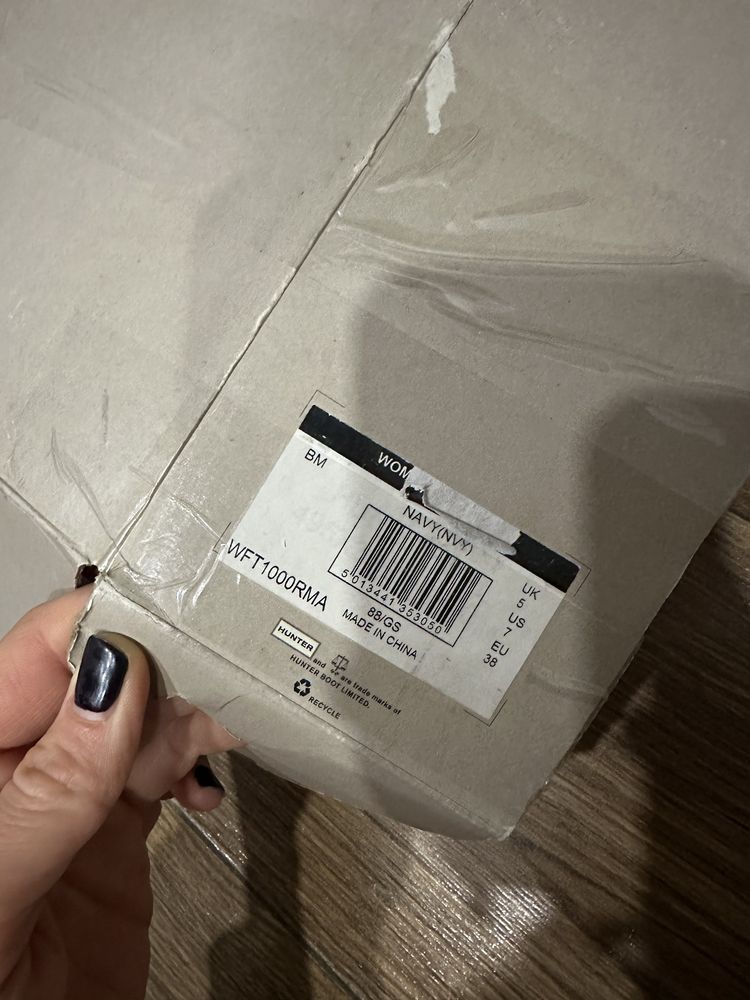 WOM
BM
NAVY(NVY)
WFT1000RMA
5 013441 353050
88/GS
MADE IN CHINA
UK
5
US
7
EU
38
HUNTER
and are trade marks of
HUNTER BOOT LIMITED.
RECYCLE